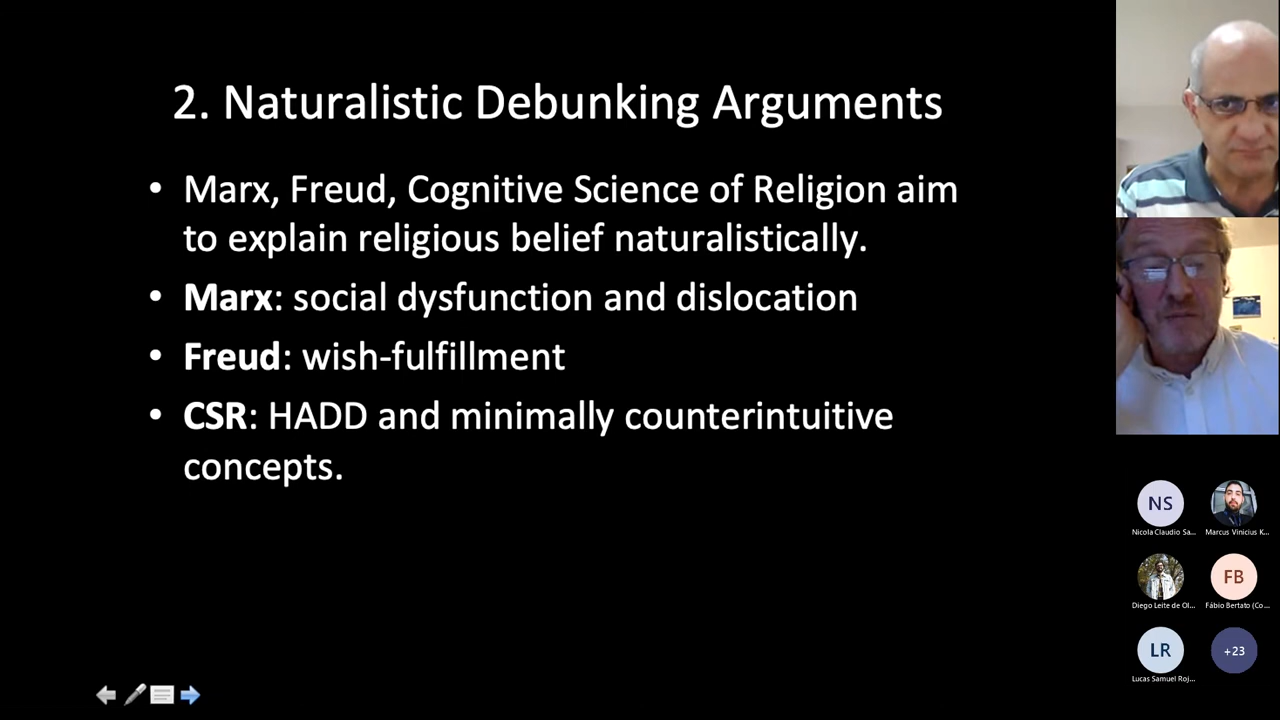 2. Naturalistic Debunking Arguments
• Marx, Freud, Cognitive Science of Religion aim
to explain religious belief naturalistically.
• Marx: social dysfunction and dislocation
• Freud: wish-fulfillment
• CSR: HADD and minimally counterintuitive
concepts.
NS
Nicola Claudio Sa...
Marcus Vinicius K...
Diego Leite de Ol...
FB
Fábio Bertato (Co...
LR
Lucas Samuel Roj...
+23